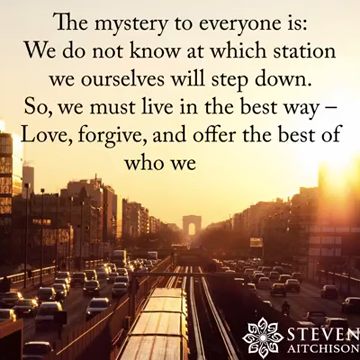 The mystery to everyone is:
We do not know at which station
we ourselves will step down.
So, we must live in the best way –
Love, forgive, and offer the best of
who we
STEVEN
AITCHISON